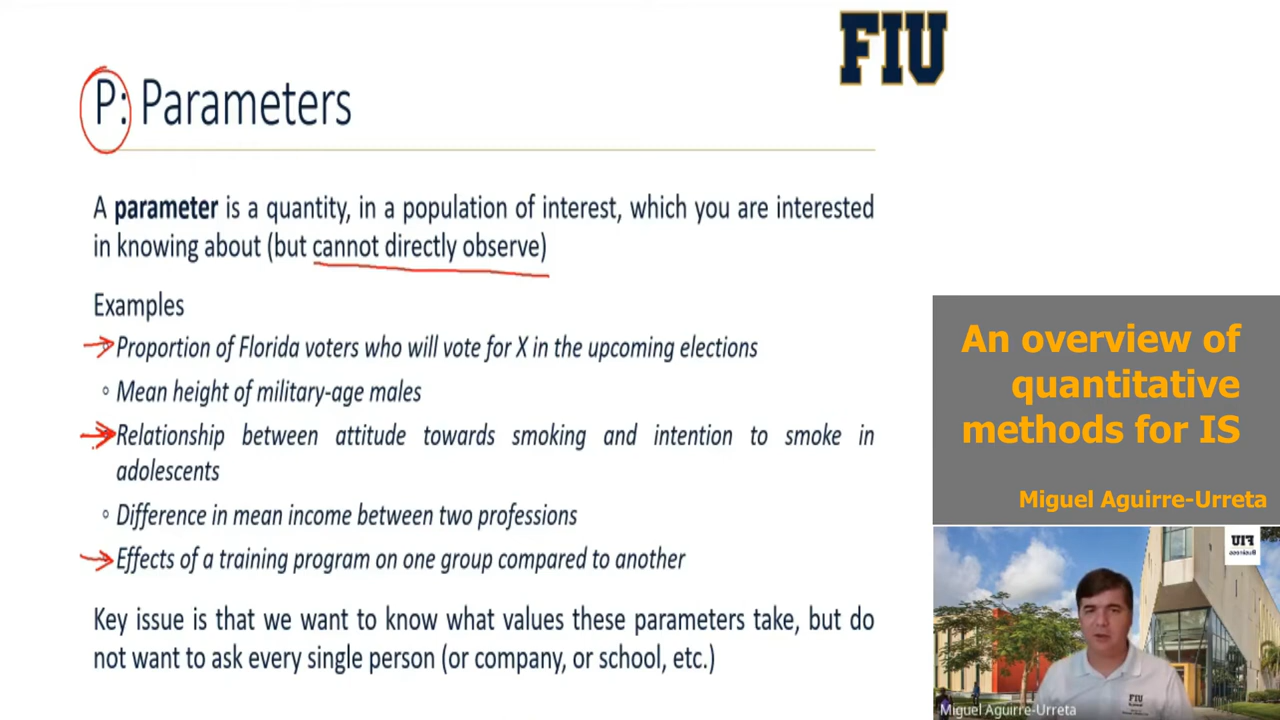 FIU
P: Parameters
A parameter is a quantity, in a population of interest, which you are interested
in knowing about (but cannot directly observe)
Examples
Proportion of Florida voters who will vote for X in the upcoming elections
◦ Mean height of military-age males
Relationship between attitude towards smoking and intention to smoke in
adolescents
◦ Difference in mean income between two professions
Effects of a training program on one group compared to another
Key issue is that we want to know what values these parameters take, but do
not want to ask every single person (or company, or school, etc.)
An overview of
quantitative
methods for IS
Miguel Aguirre-Urreta
FIU
Business
FIU
Miguel Aguirre-Urreta